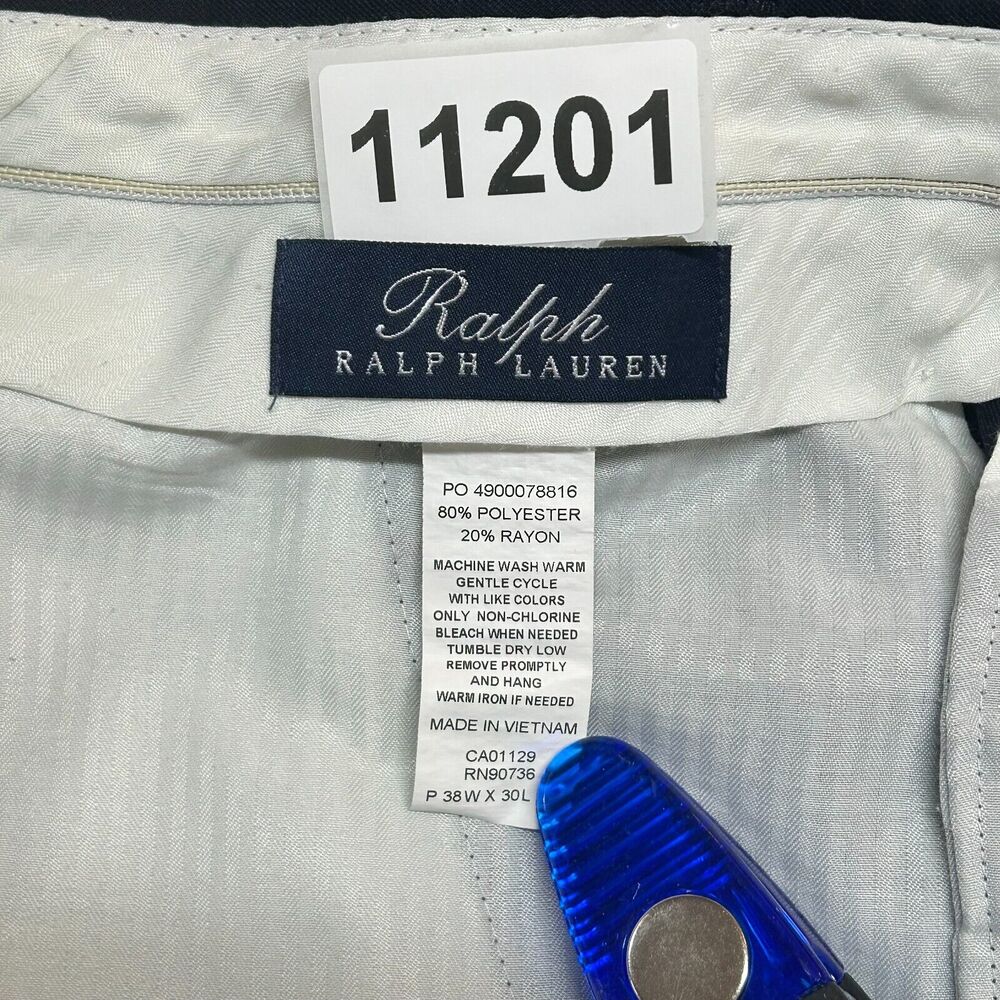 11201
Ralph
RALPH LAUREN
PO 4900078816
80% POLYESTER
20% RAYON
MACHINE WASH WARM
GENTLE CYCLE
WITH LIKE COLORS
ONLY NON-CHLORINE
BLEACH WHEN NEEDED
TUMBLE DRY LOW
REMOVE PROMPTLY
AND HANG
WARM IRON IF NEEDED
MADE IN VIETNAM
CA01129
RN90736
P 38W X 30L